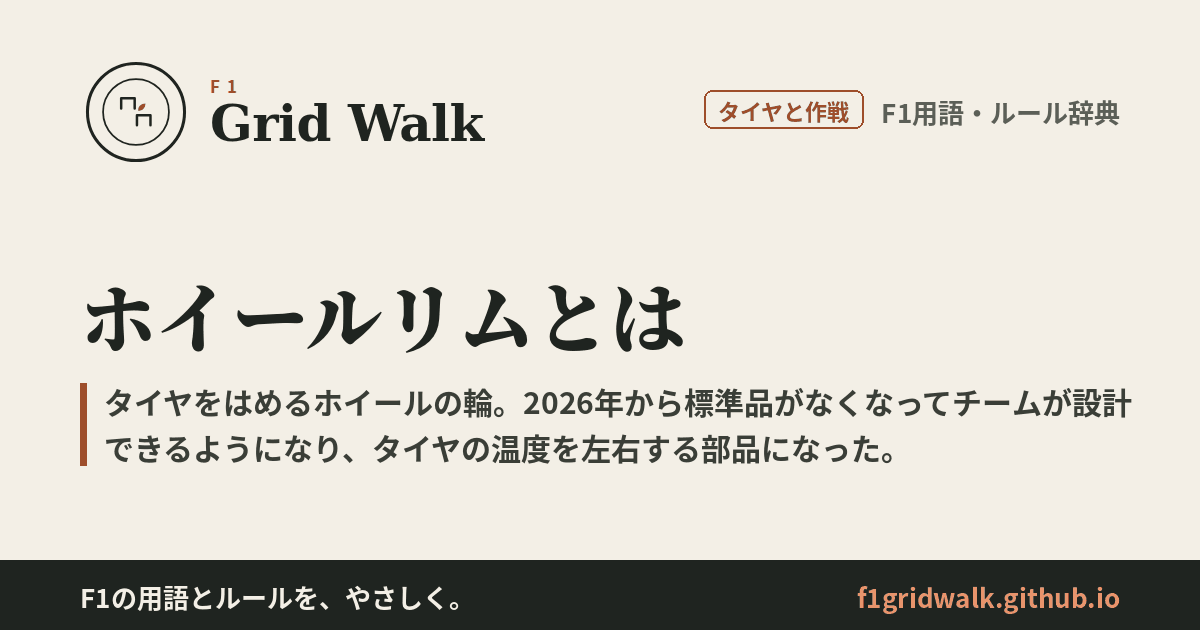 F1
Grid Walk
タイヤと作戦
F1用語・ルール辞典
ホイールリムとは
タイヤをはめるホイールの輪。2026年から標準品がなくなってチームが設計
できるようになり、タイヤの温度を左右する部品になった。
F1の用語とルールを、やさしく。
f1gridwalk.github.io